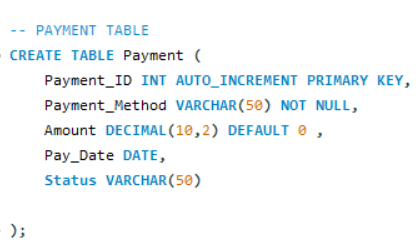 -- PAYMENT TABLE
CREATE TABLE Payment (
Payment_ID INT AUTO_INCREMENT PRIMARY KEY,
Payment_Method VARCHAR(50) NOT NULL,
Amount DECIMAL(10,2) DEFAULT 0 ,
Pay_Date DATE,
Status VARCHAR(50)
);